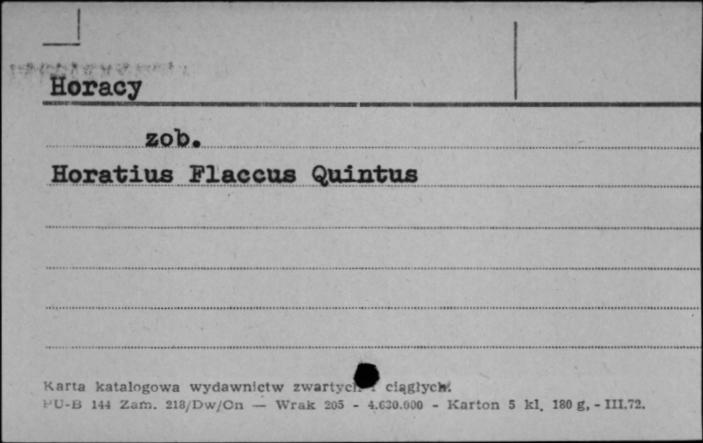 Horacy
zob.
Horatius Flaccus Quintus
Karta katalogowa wydawnictw zwartych i ciągłych.
PU-B 144 Zam. 218/Dw/Cn — Wrak 205 - 4.630.000 - Karton 5 kl. 180 g. - III.72.